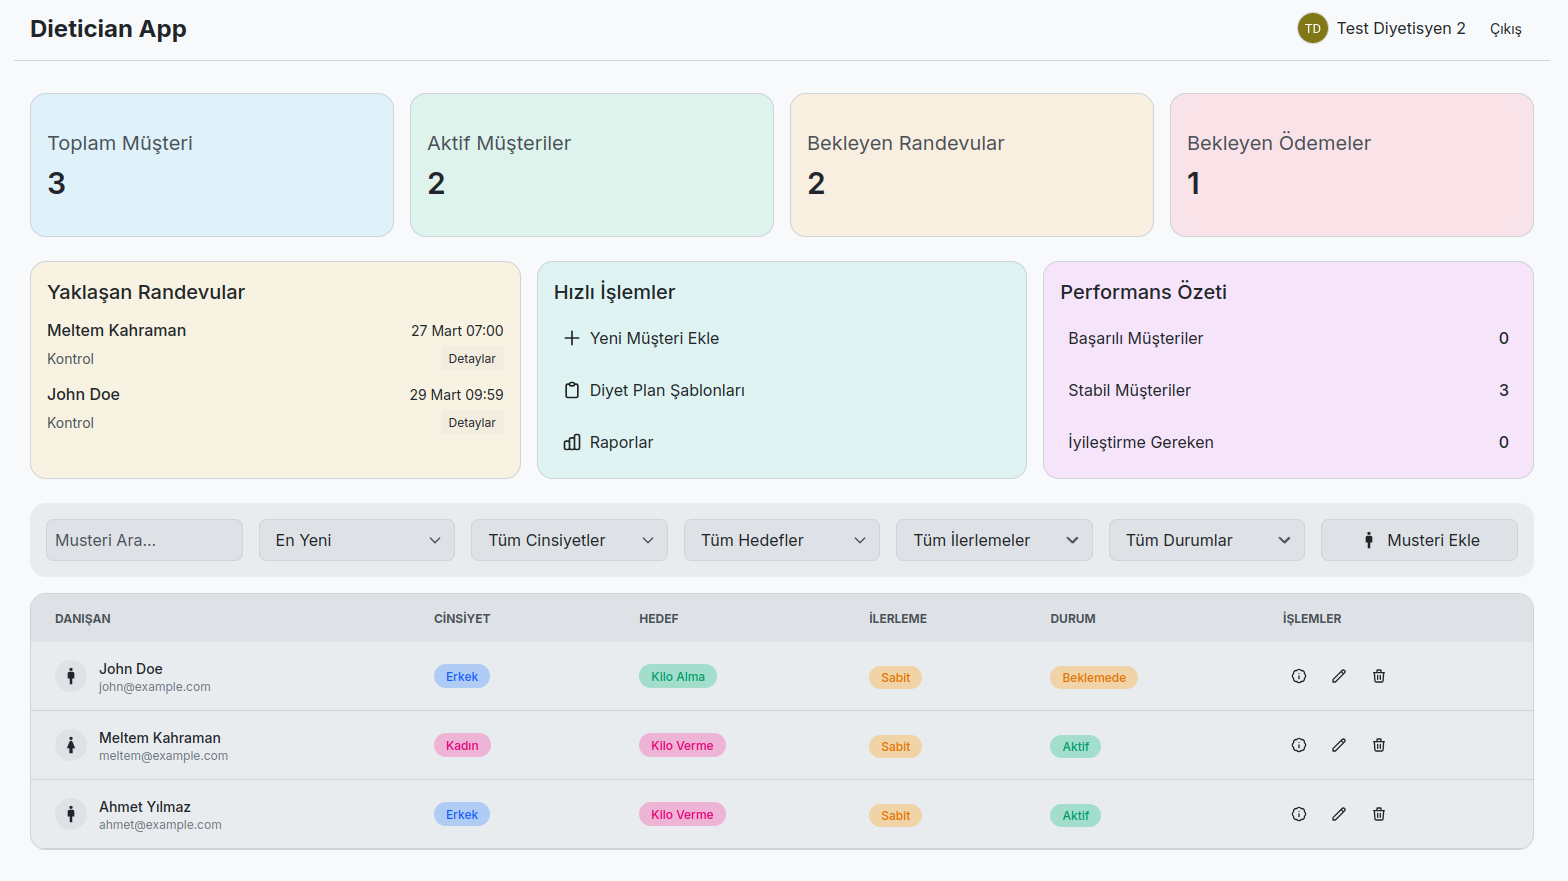 Dietician App
TD Test Diyetisyen 2 Çıkış
Toplam Müşteri
3
Aktif Müşteriler
2
Bekleyen Randevular
2
Bekleyen Ödemeler
1
Yaklaşan Randevular
Meltem Kahraman 27 Mart 07:00
Kontrol Detaylar
John Doe 29 Mart 09:59
Kontrol Detaylar
Hızlı İşlemler
Yeni Müşteri Ekle
Diyet Plan Şablonları
Raporlar
Performans Özeti
Başarılı Müşteriler 0
Stabil Müşteriler 3
İyileştirme Gereken 0
Musteri Ara... En Yeni Tüm Cinsiyetler Tüm Hedefler Tüm İlerlemeler Tüm Durumlar Musteri Ekle
DANIŞAN CİNSİYET HEDEF İLERLEME DURUM İŞLEMLER
John Doe
john@example.com
Erkek Kilo Alma Sabit Beklemede
Meltem Kahraman
meltem@example.com
Kadın Kilo Verme Sabit Aktif
Ahmet Yılmaz
ahmet@example.com
Erkek Kilo Verme Sabit Aktif